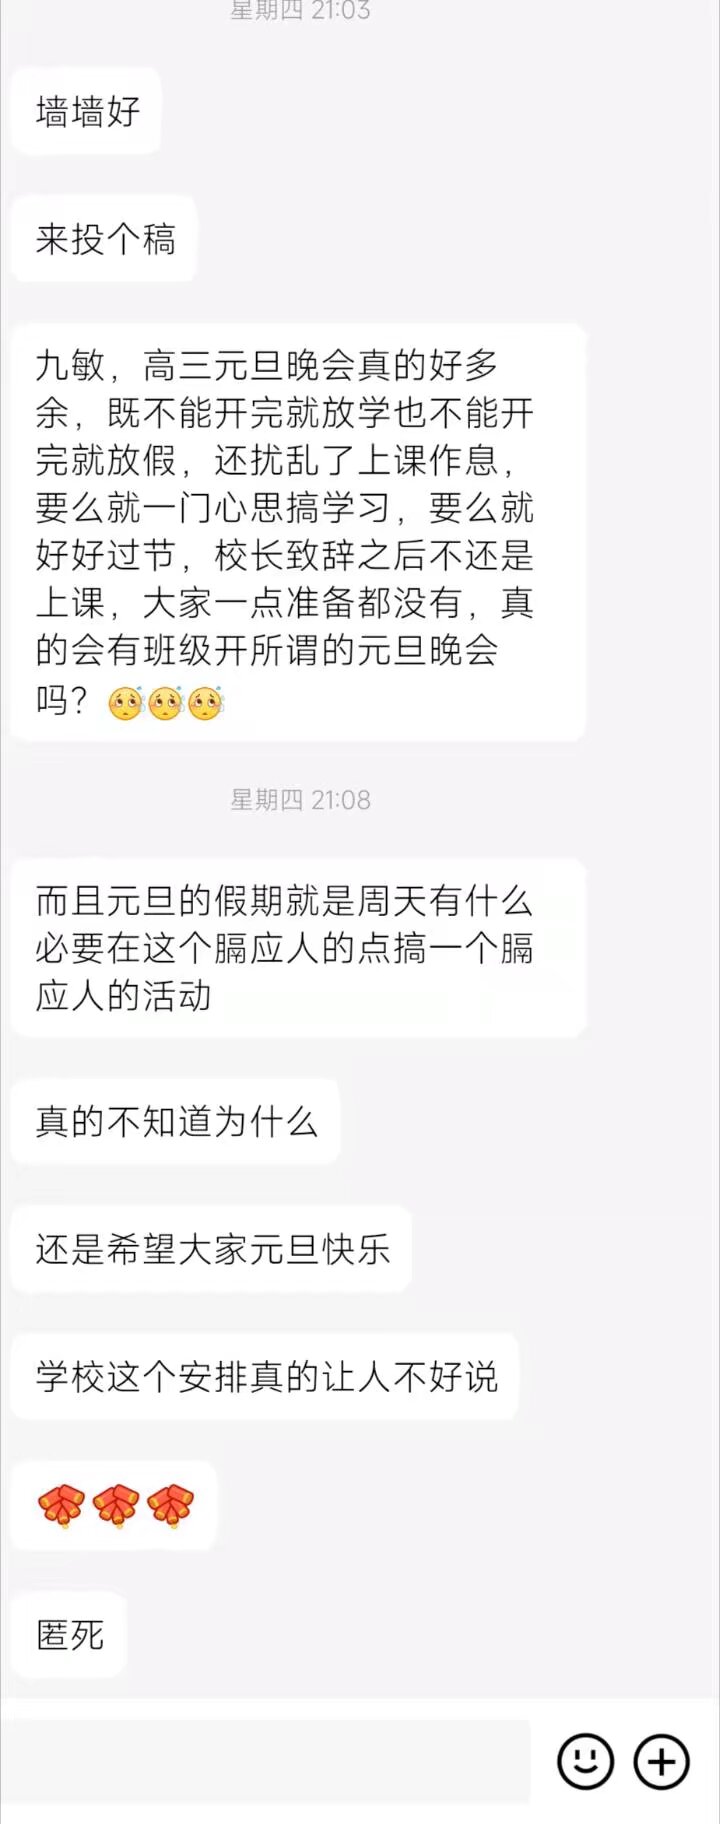 星期四 21:03
墙墙好
来投个稿
九敏，高三元旦晚会真的好多
余，既不能开完就放学也不能开
完就放假，还扰乱了上课作息，
要么就一门心思搞学习，要么就
好好过节，校长致辞之后不还是
上课，大家一点准备都没有，真
的会有班级开所谓的元旦晚会
吗？
星期四 21:08
而且元旦的假期就是周天有什么
必要在这个膈应人的点搞一个膈
应人的活动
真的不知道为什么
还是希望大家元旦快乐
学校这个安排真的让人不好说
匿死